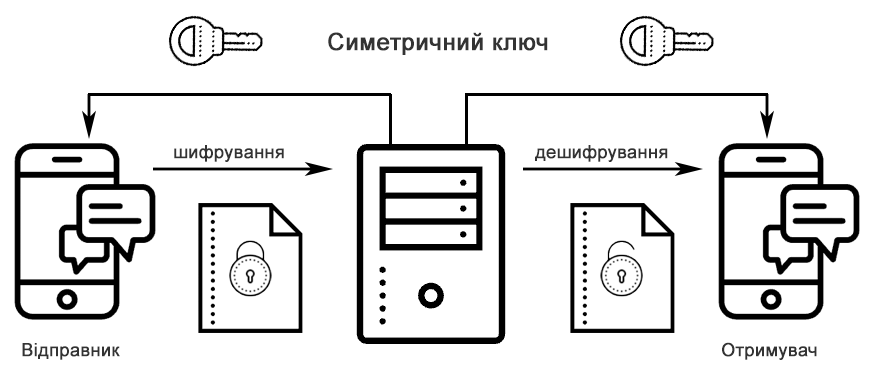 Симетричний ключ
шифрування
дешифрування
Відправник
Отримувач